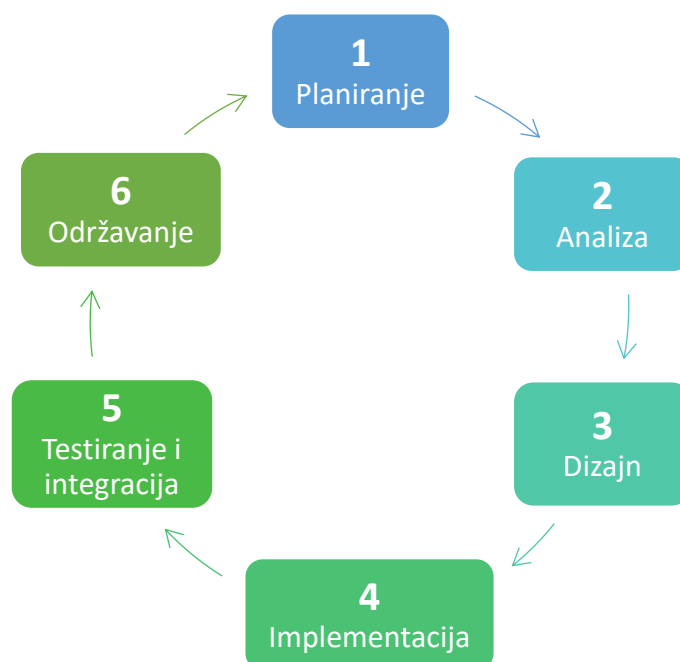 1
Planiranje
2
Analiza
3
Dizajn
4
Implementacija
5
Testiranje i
integracija
6
Održavanje